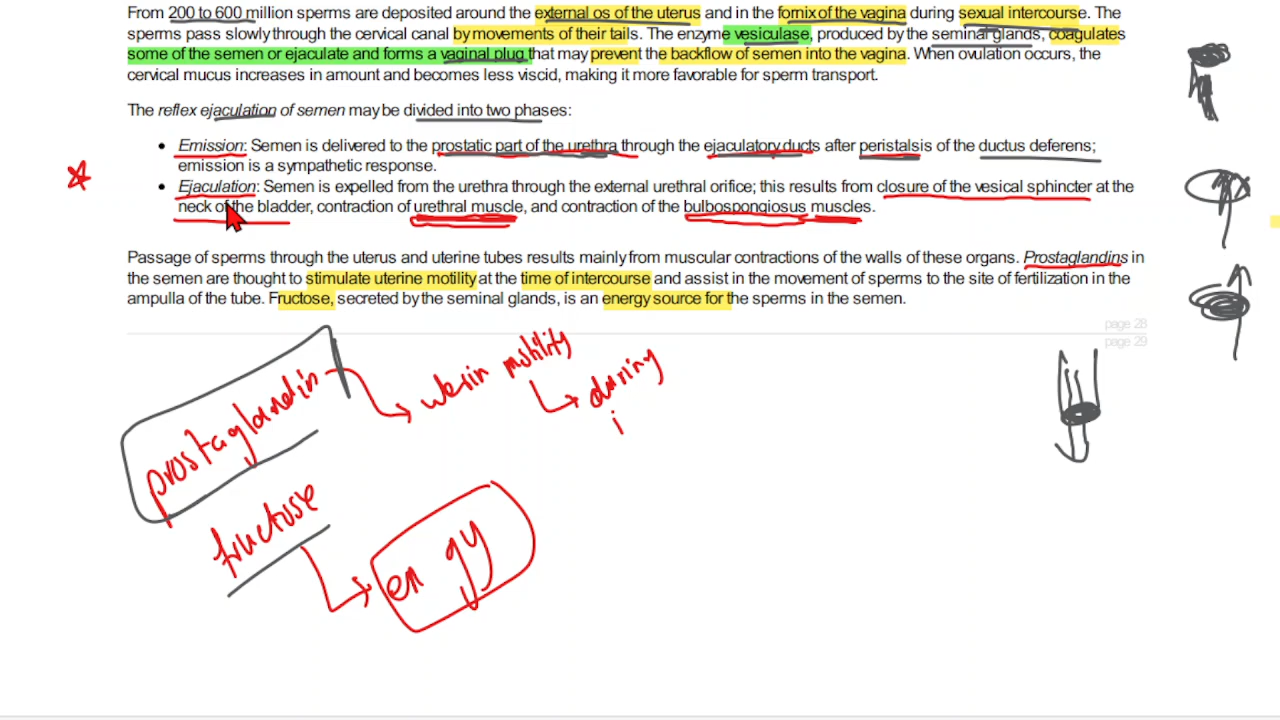 From 200 to 600 million sperms are deposited around the external os of the uterus and in the fornix of the vagina during sexual intercourse. The
sperms pass slowly through the cervical canal by movements of their tails. The enzyme vesiculase, produced by the seminal glands, coagulates
some of the semen or ejaculate and forms a vaginal plug that may prevent the backflow of semen into the vagina. When ovulation occurs, the
cervical mucus increases in amount and becomes less viscid, making it more favorable for sperm transport.
The reflex ejaculation of semen may be divided into two phases:
• Emission: Semen is delivered to the prostatic part of the urethra through the ejaculatory ducts after peristalsis of the ductus deferens;
emission is a sympathetic response.
• Ejaculation: Semen is expelled from the urethra through the external urethral orifice; this results from closure of the vesical sphincter at the
neck of the bladder, contraction of urethral muscle, and contraction of the bulbospongiosus muscles.
Passage of sperms through the uterus and uterine tubes results mainly from muscular contractions of the walls of these organs. Prostaglandins in
the semen are thought to stimulate uterine motility at the time of intercourse and assist in the movement of sperms to the site of fertilization in the
ampulla of the tube. Fructose, secreted by the seminal glands, is an energy source for the sperms in the semen.
page 28
page 29
prostaglandin
motility
during
i
fructose
en gy